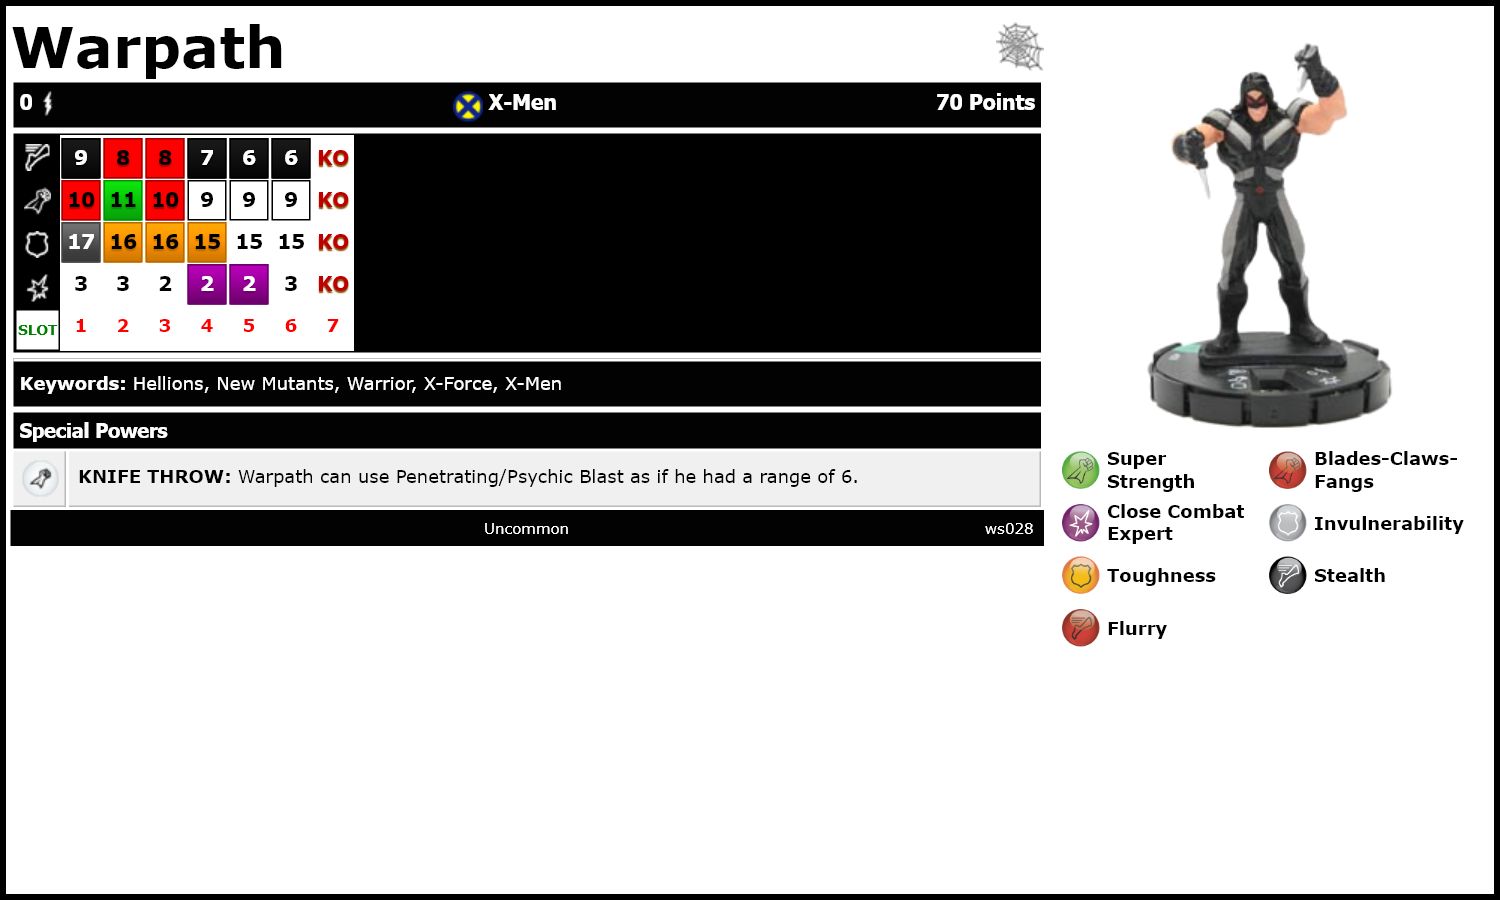 Warpath
0 X-Men 70 Points
9 8 8 7 6 6 KO
10 11 10 9 9 9 KO
17 16 16 15 15 15 KO
3 3 2 2 2 3 KO
SLOT 1 2 3 4 5 6 7
Keywords: Hellions, New Mutants, Warrior, X-Force, X-Men
Special Powers
KNIFE THROW: Warpath can use Penetrating/Psychic Blast as if he had a range of 6.
Uncommon ws028
Super
Strength
Blades-Claws-
Fangs
Close Combat
Expert
Invulnerability
Toughness
Stealth
Flurry